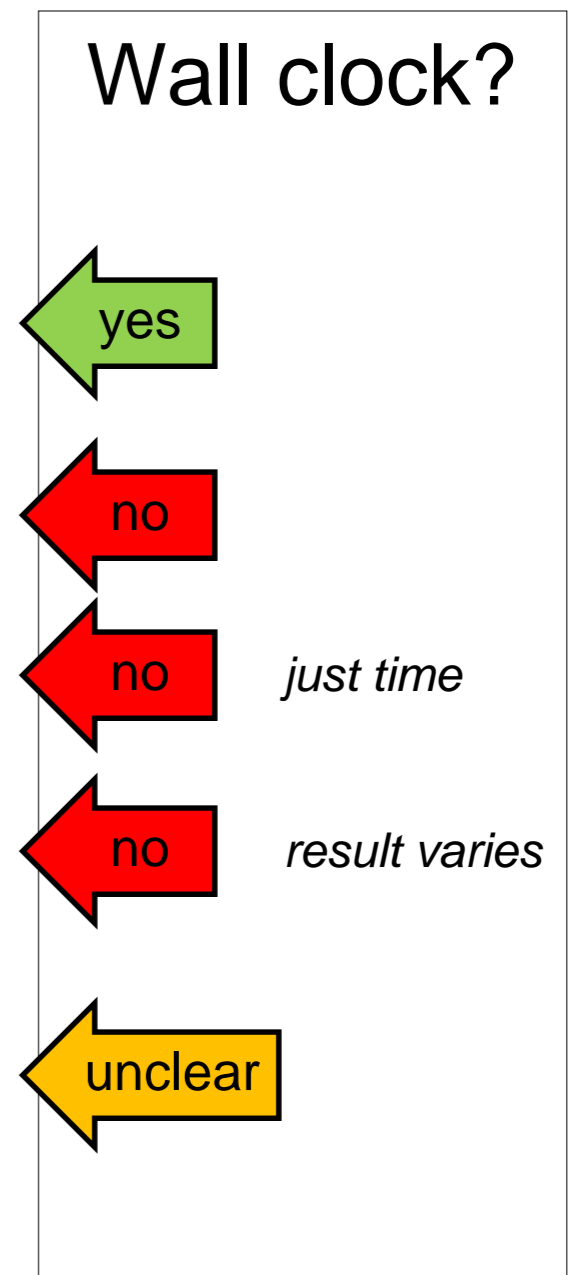 Wall clock?
yes
no
no just time
no result varies
unclear